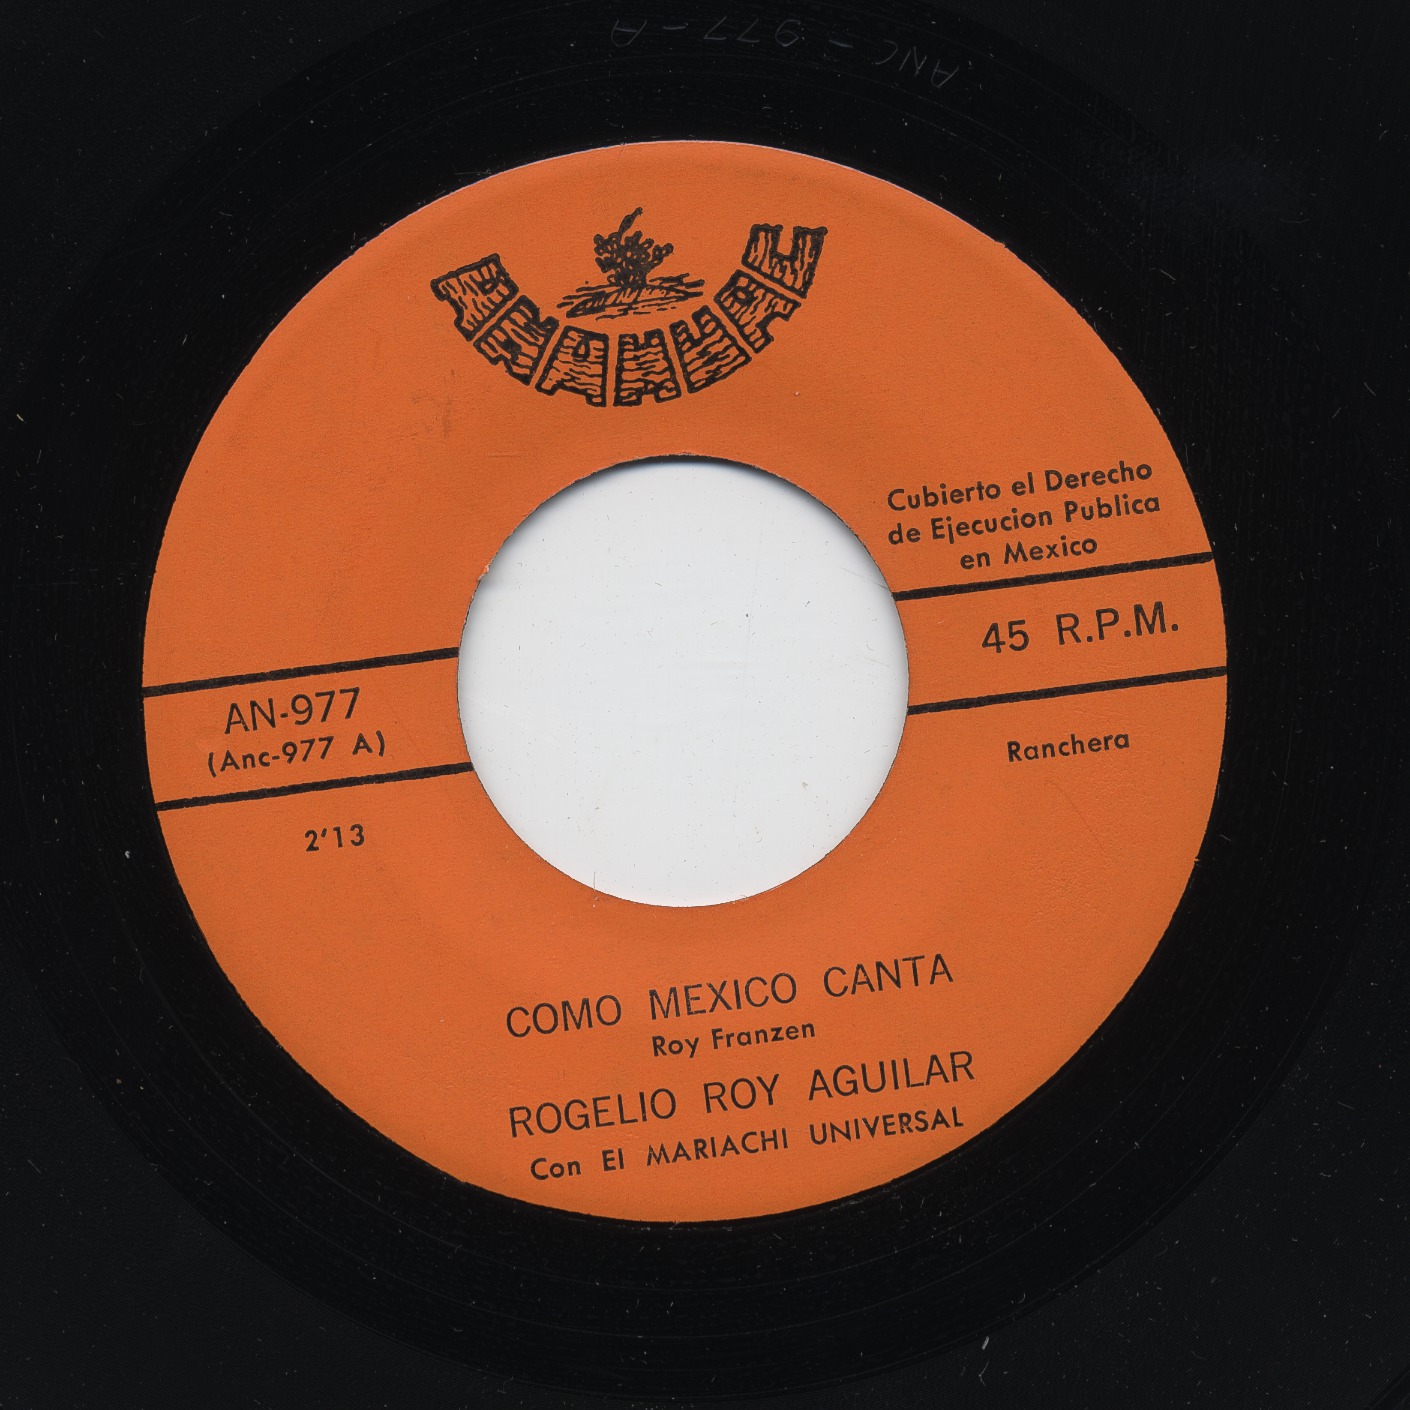 ANC-977-A
Cubierto el Derecho
de Ejecucion Publica
en Mexico
45 R.P.M.
Ranchera
AN-977
(Anc-977 A)
2'13
COMO MEXICO CANTA
Roy Franzen
ROGELIO ROY AGUILAR
Con El MARIACHI UNIVERSAL